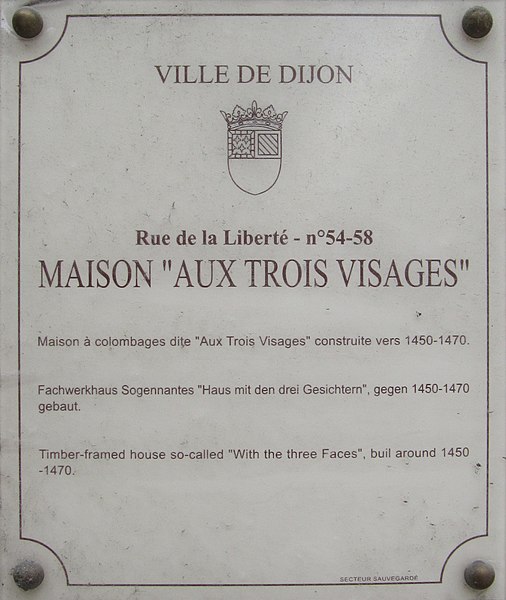 VILLE DE DIJON
Rue de la Liberté - n°54-58
MAISON "AUX TROIS VISAGES"
Maison à colombages dite "Aux Trois Visages" construite vers 1450-1470.
Fachwerkhaus Sogennantes "Haus mit den drei Gesichtern", gegen 1450-1470
gebaut.
Timber-framed house so-called "With the three Faces", buil around 1450
-1470.
SECTEUR SAUVEGARDÉ